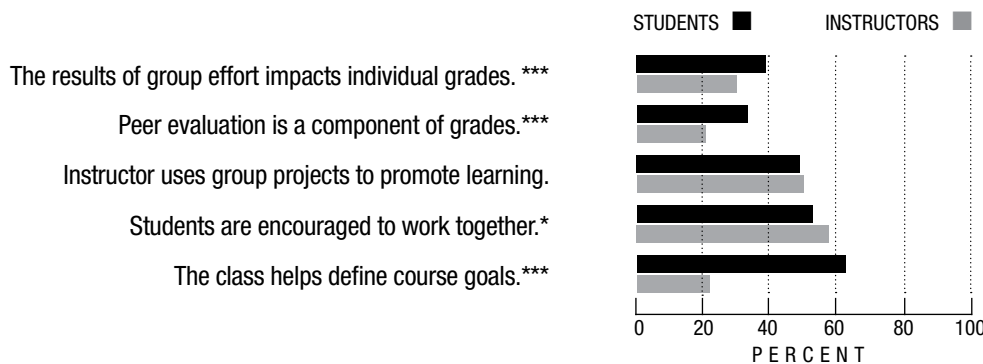 STUDENTS INSTRUCTORS
The results of group effort impacts individual grades. ***
Peer evaluation is a component of grades.***
Instructor uses group projects to promote learning.
Students are encouraged to work together.*
The class helps define course goals.***
0 20 40 60 80 100
PERCENT